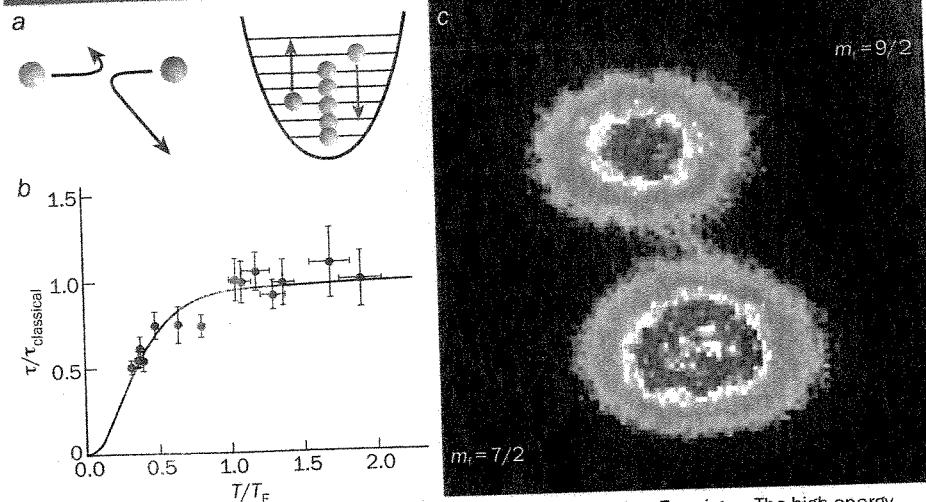 a
b
1.5
1.0
0.5
0
τ/τclassical
0.0 0.5 1.0 1.5 2.0
T/TF
c
mf = 9/2
mf = 7/2
The high energy